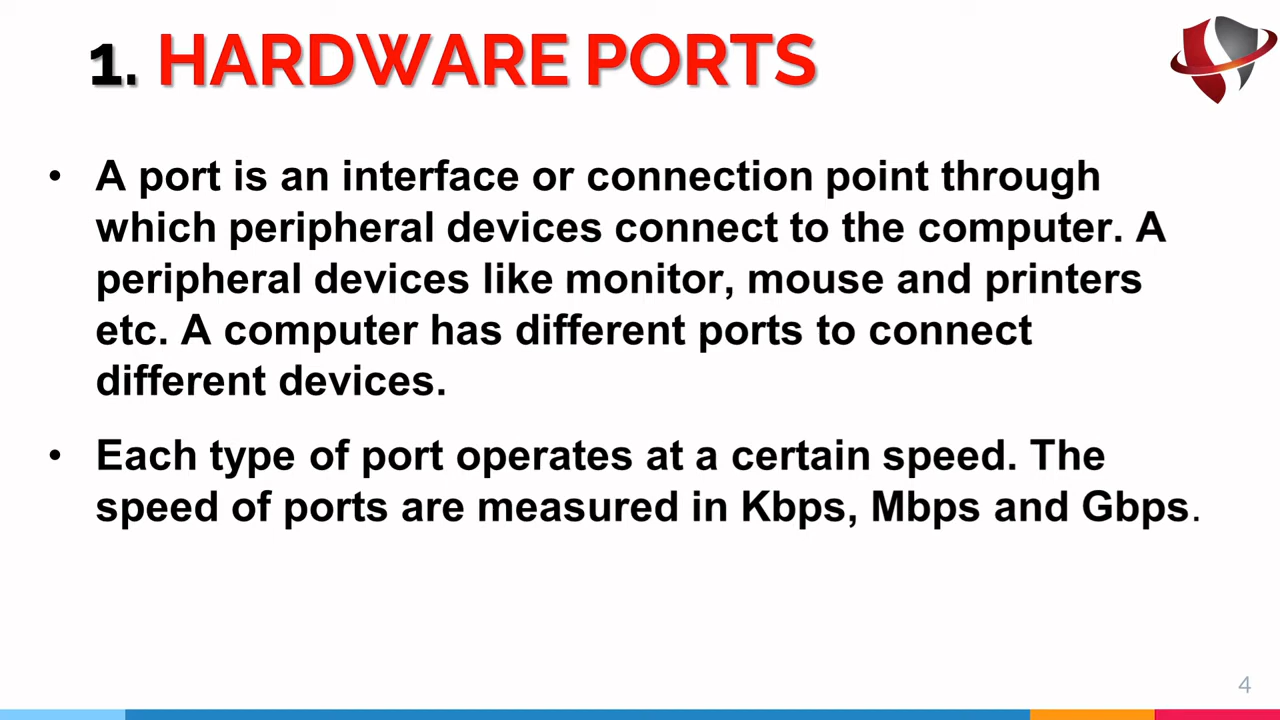 1. HARDWARE PORTS
• A port is an interface or connection point through
which peripheral devices connect to the computer. A
peripheral devices like monitor, mouse and printers
etc. A computer has different ports to connect
different devices.
• Each type of port operates at a certain speed. The
speed of ports are measured in Kbps, Mbps and Gbps.
4